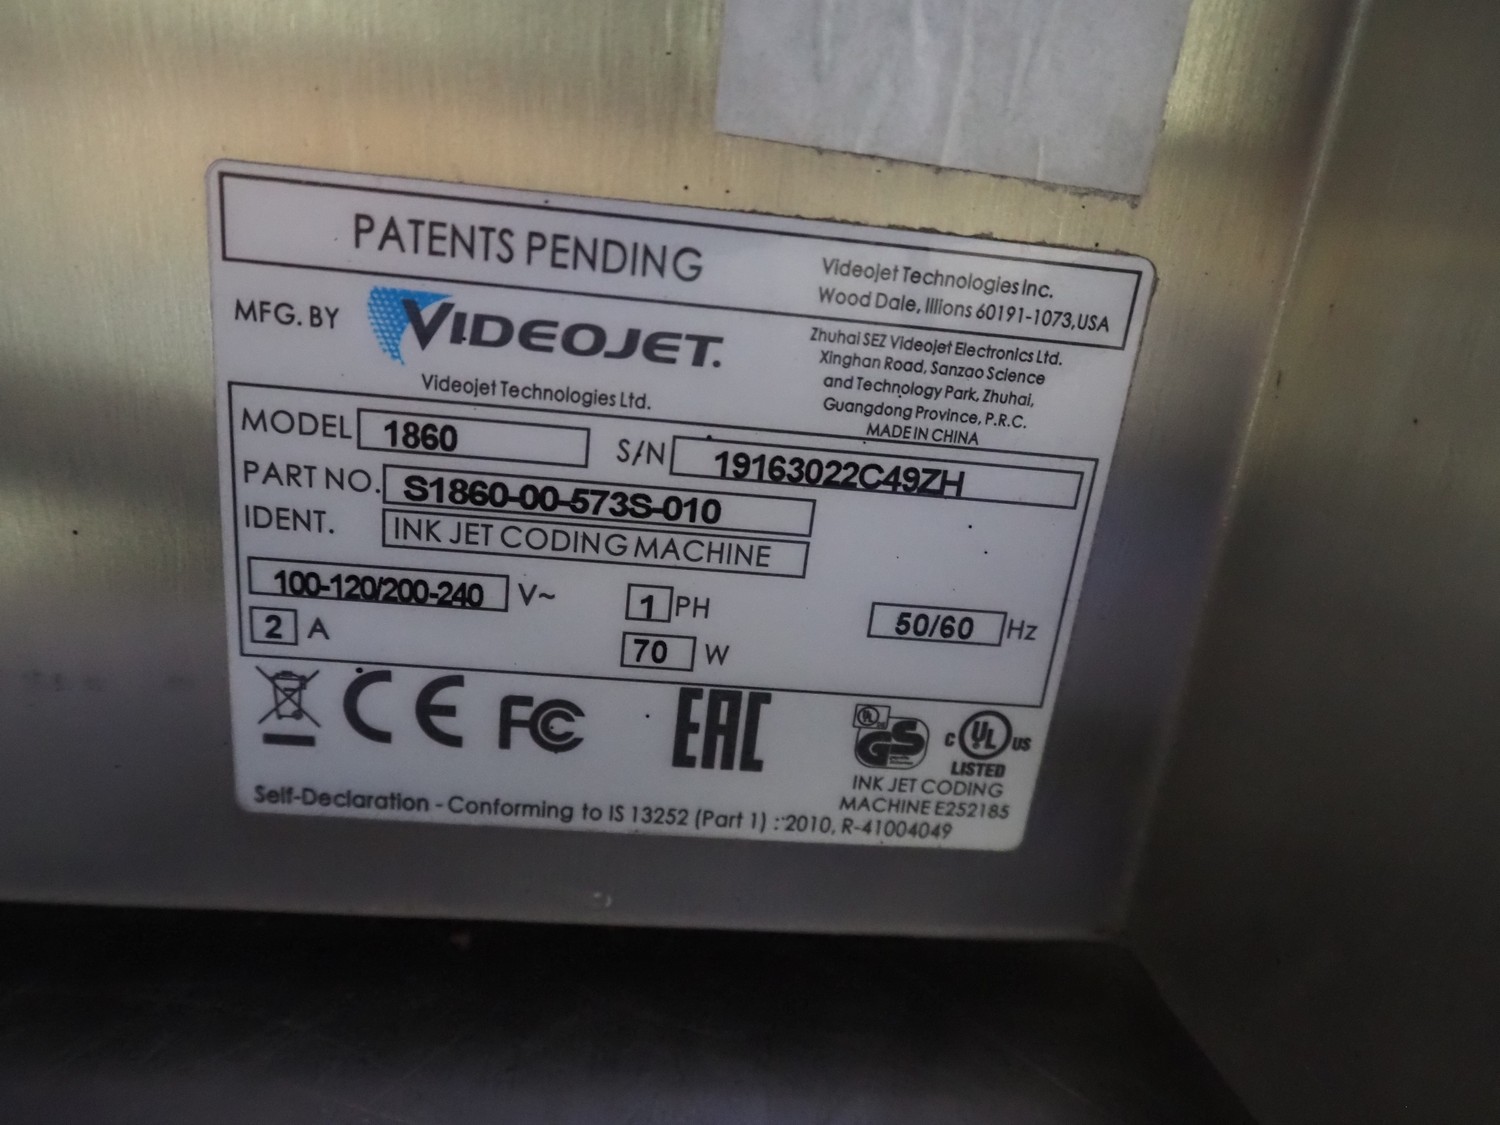 PATENTS PENDING
Videojet Technologies Inc.
Wood Dale, Illions 60191-1073,USA
MFG. BY
VIDEOJET.
Videojet Technologies Ltd.
Zhuhai SEZ Videojet Electronics Ltd.
Xinghan Road, Sanzao Science
and Technology Park, Zhuhai,
Guangdong Province, P.R.C.
MADE IN CHINA
MODEL 1860 S/N 19163022C49ZH
PART NO. S1860-00-573S-010
IDENT. INK JET CODING MACHINE
100-120/200-240 V~ 1 PH 50/60 Hz
2 A 70 W
CE FC EAC
UL GS
C UL US
LISTED
INK JET CODING
MACHINE E252185
Self-Declaration - Conforming to IS 13252 (Part 1) : 2010, R-41004049